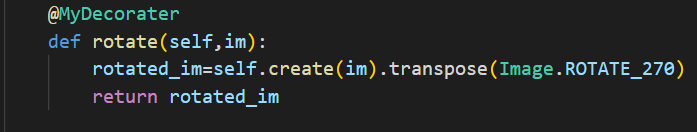 @MyDecorater
def rotate(self,im):
rotated_im=self.create(im).transpose(Image.ROTATE_270)
return rotated_im